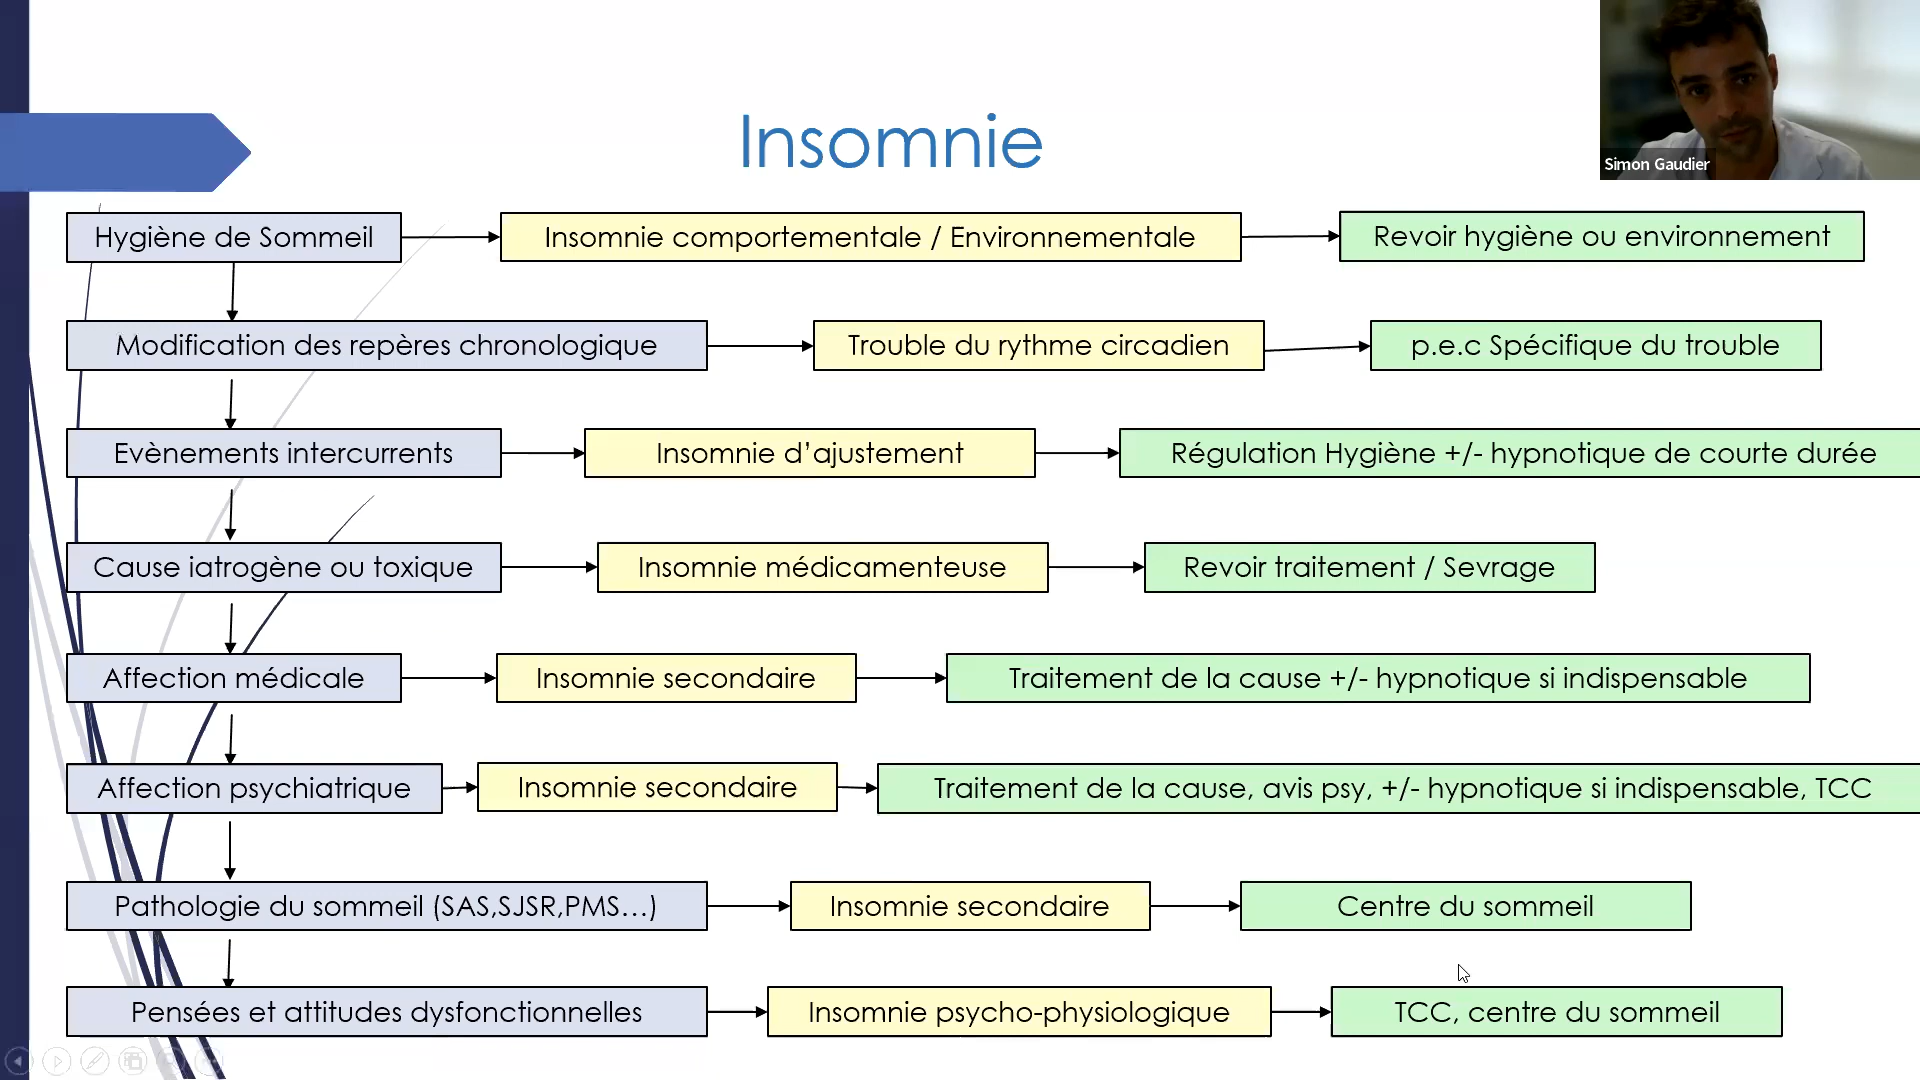 Simon Gaudier
Insomnie
Hygiène de Sommeil
Insomnie comportementale / Environnementale
Revoir hygiène ou environnement
Modification des repères chronologique
Trouble du rythme circadien
p.e.c Spécifique du trouble
Evènements intercurrents
Insomnie d’ajustement
Régulation Hygiène +/- hypnotique de courte durée
Cause iatrogène ou toxique
Insomnie médicamenteuse
Revoir traitement / Sevrage
Affection médicale
Insomnie secondaire
Traitement de la cause +/- hypnotique si indispensable
Affection psychiatrique
Insomnie secondaire
Traitement de la cause, avis psy, +/- hypnotique si indispensable, TCC
Pathologie du sommeil (SAS,SJSR,PMS…)
Insomnie secondaire
Centre du sommeil
Pensées et attitudes dysfonctionnelles
Insomnie psycho-physiologique
TCC, centre du sommeil